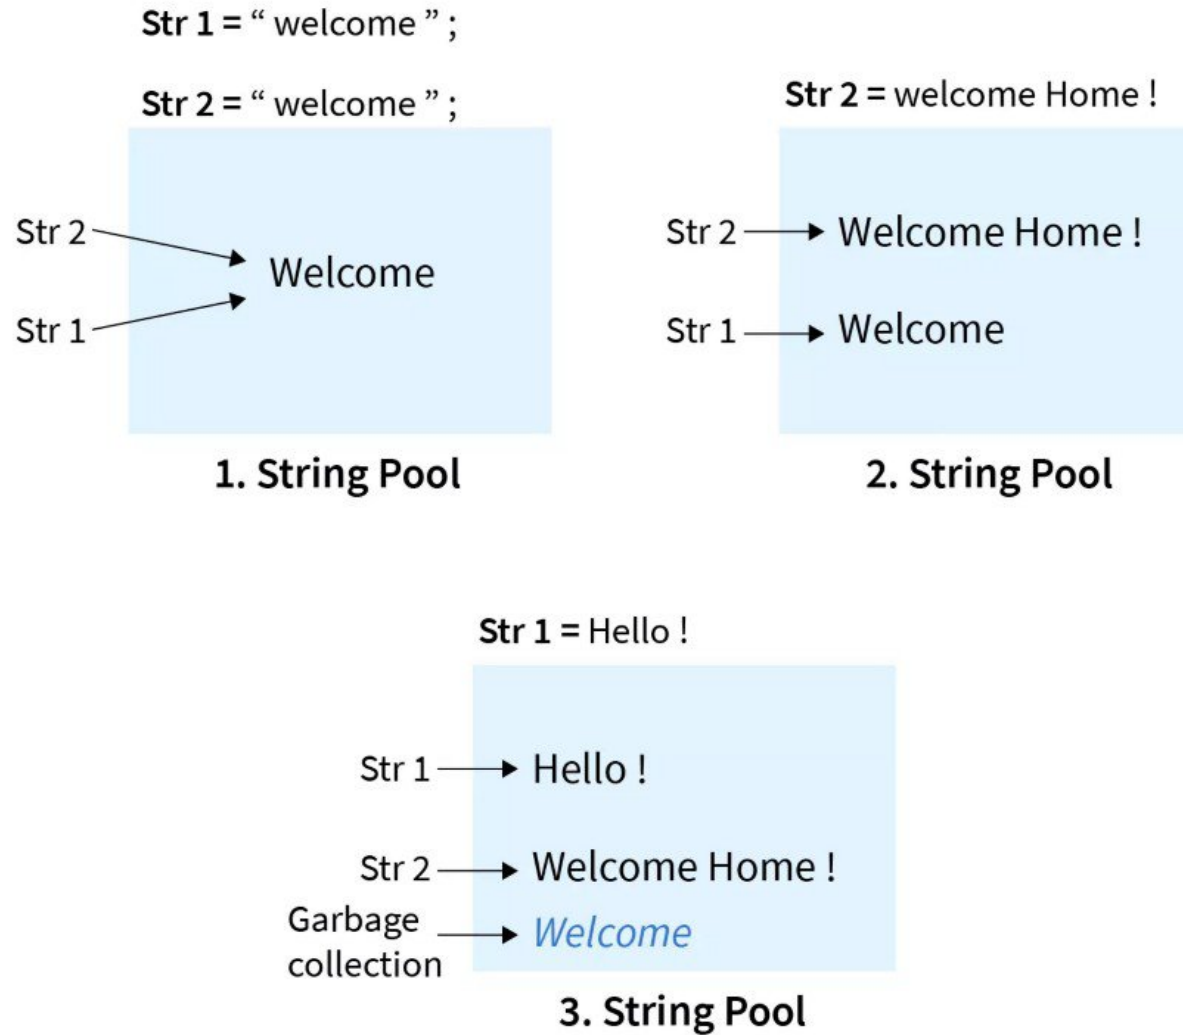 Str 1 = “ welcome ” ;
Str 2 = “ welcome ” ;
Str 2
Welcome
Str 1
1. String Pool
Str 2 = welcome Home !
Str 2
Welcome Home !
Str 1
Welcome
2. String Pool
Str 1 = Hello !
Str 1
Hello !
Str 2
Welcome Home !
Garbage
collection
Welcome
3. String Pool